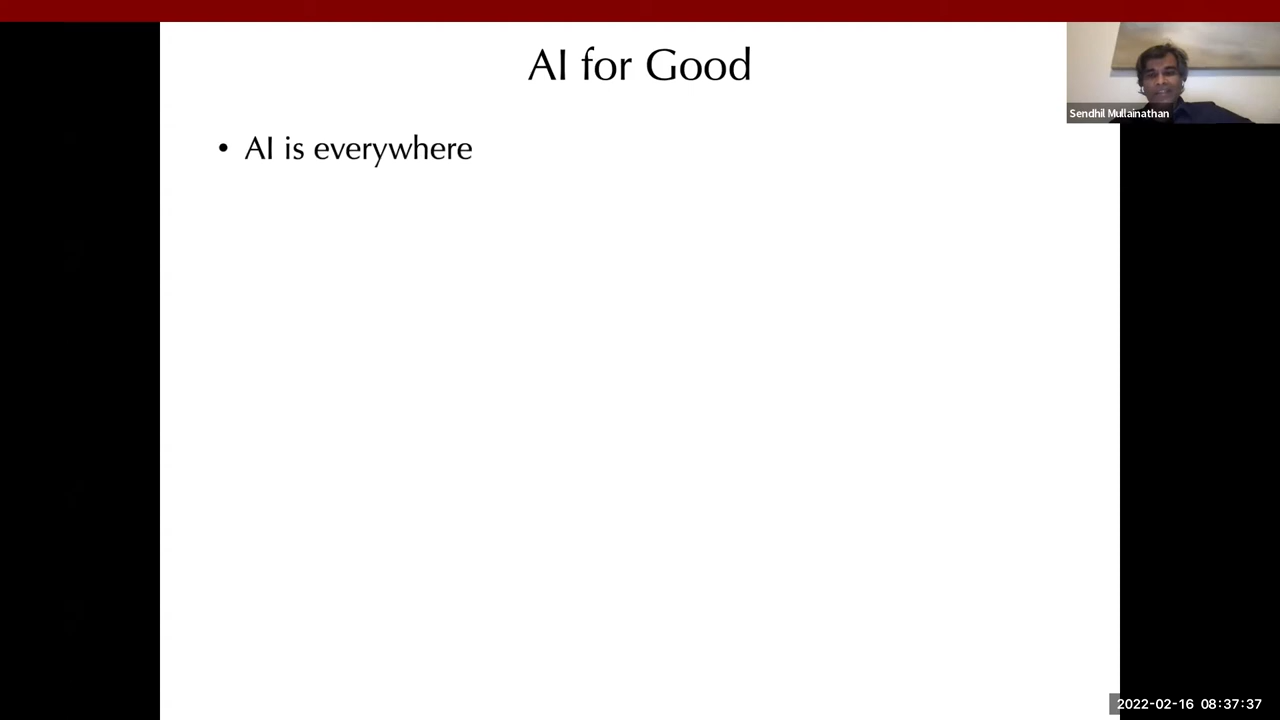 AI for Good
• AI is everywhere
Sendhil Mullainathan
2022-02-16 08:37:37